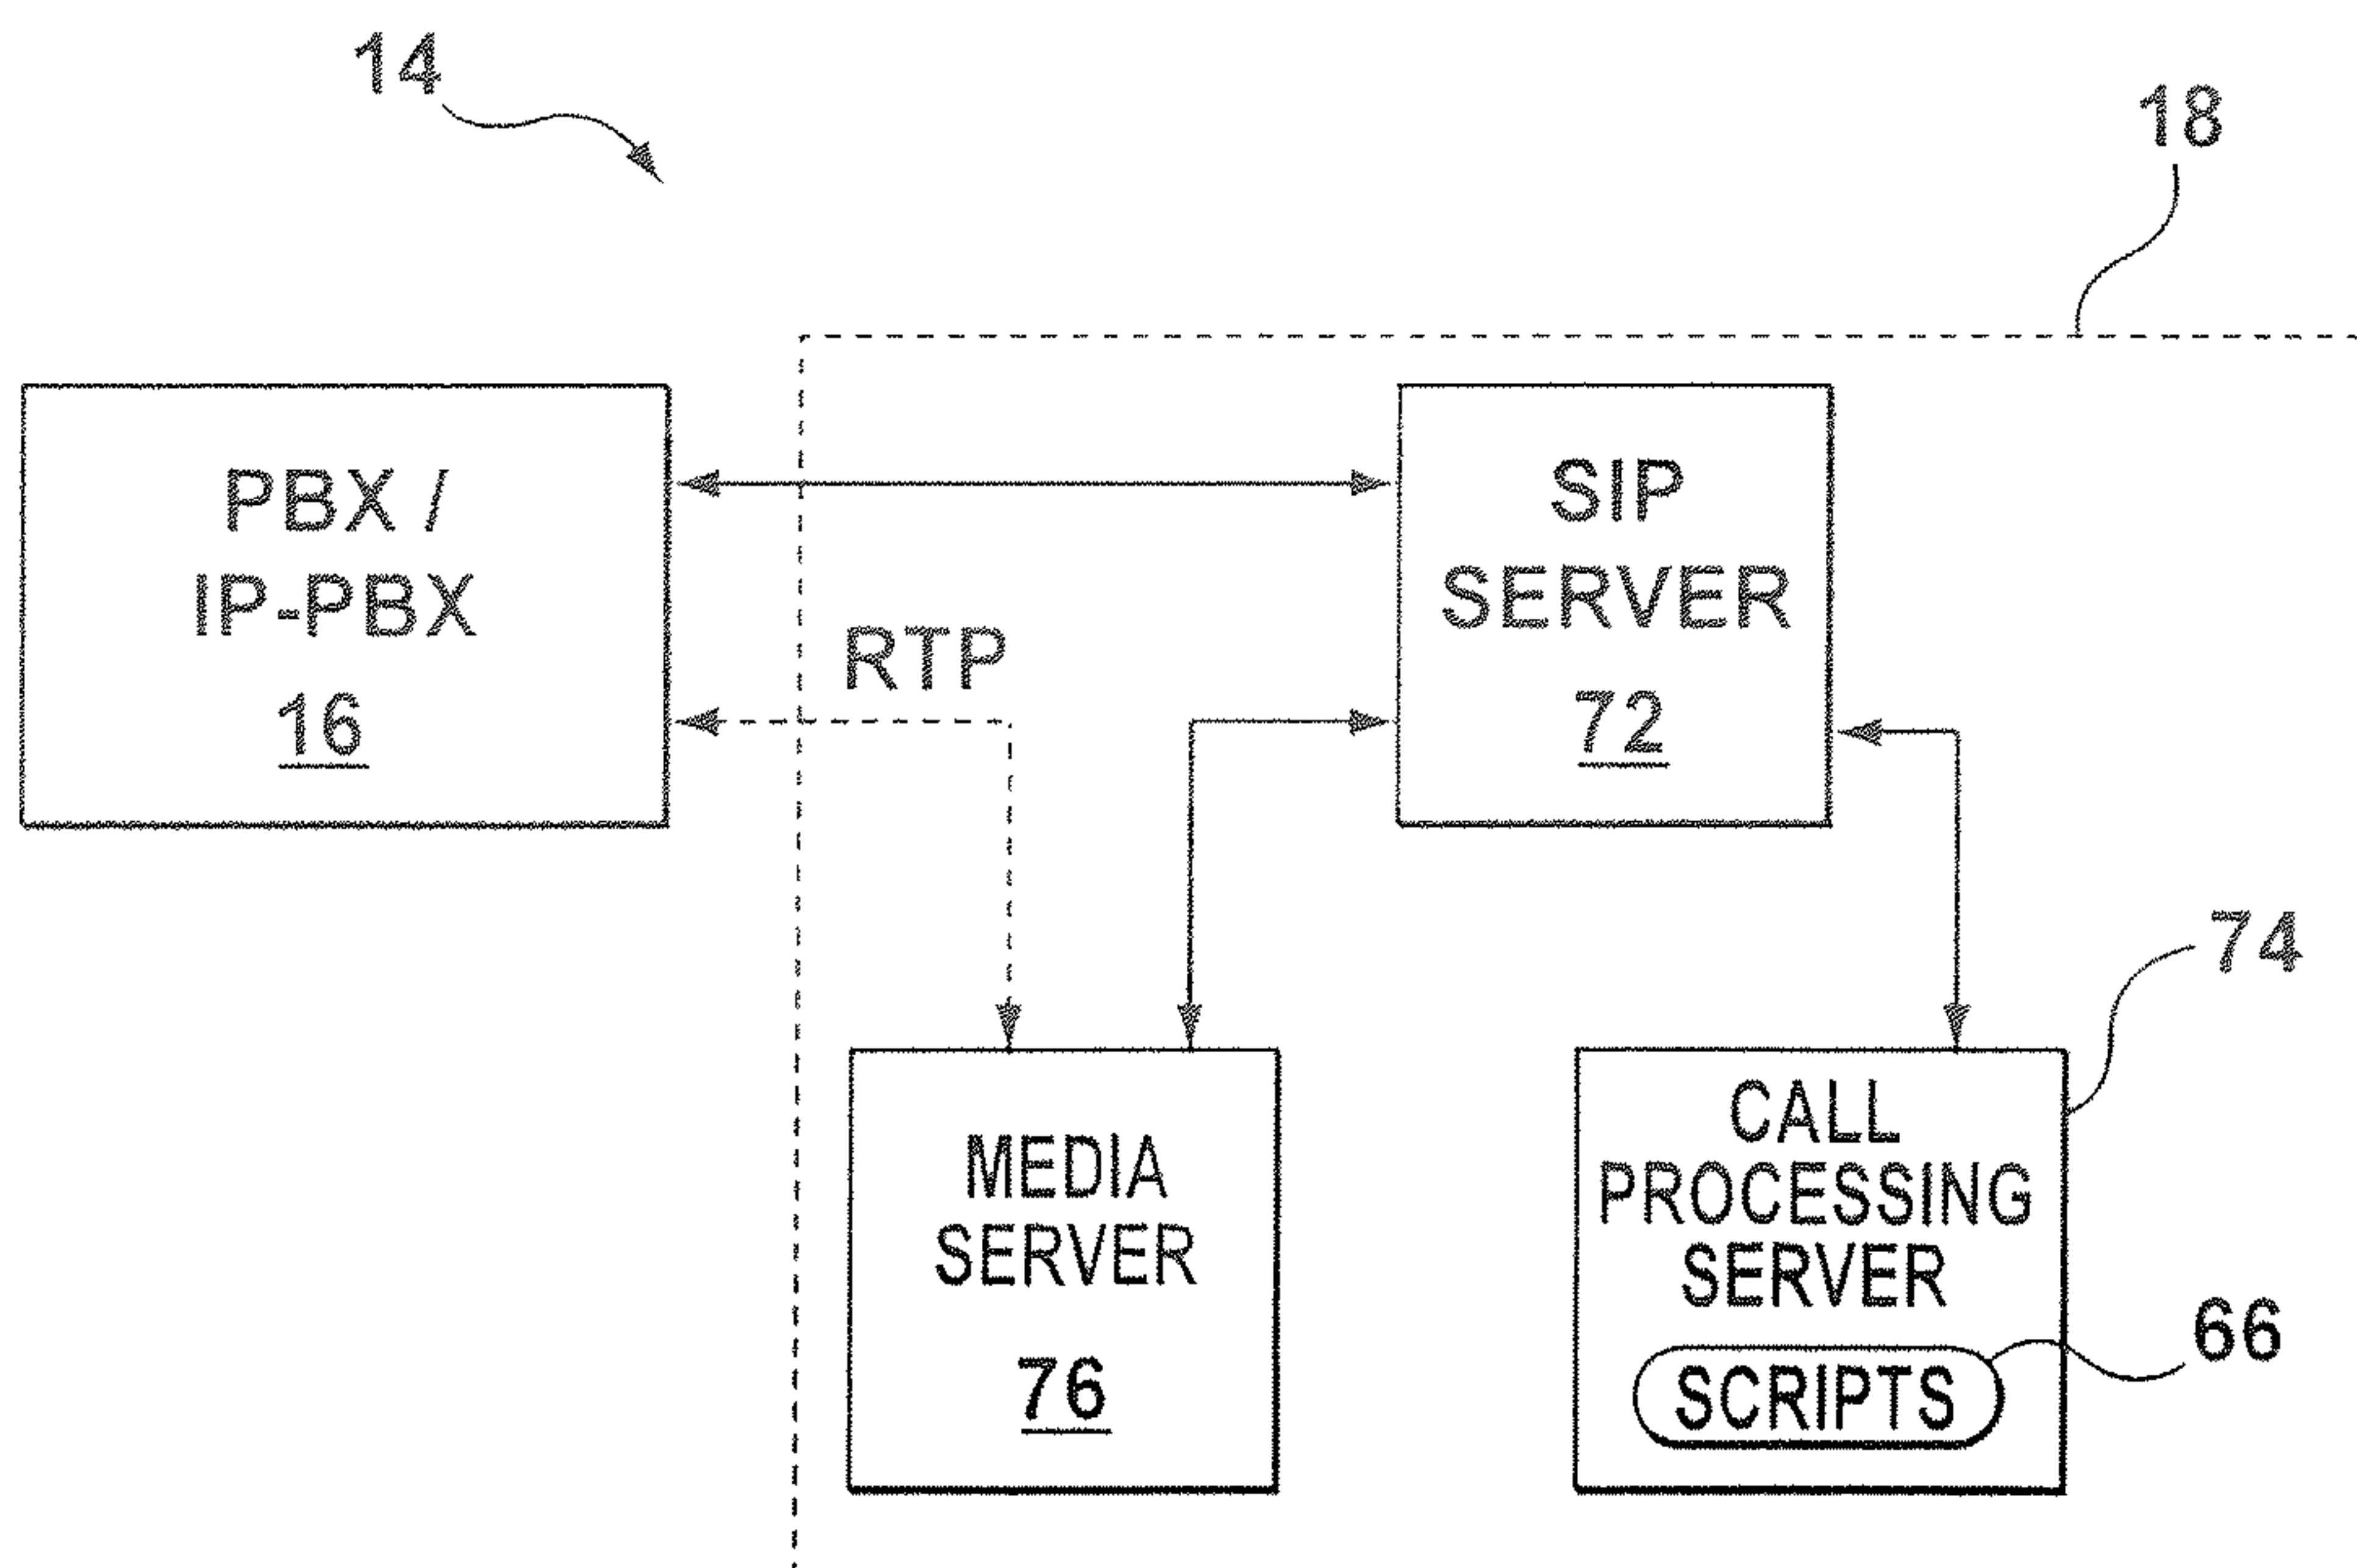 14
18
PBX /
IP-PBX
16
RTP
SIP
SERVER
72
74
MEDIA
SERVER
76
CALL
PROCESSING
SERVER
SCRIPTS
66